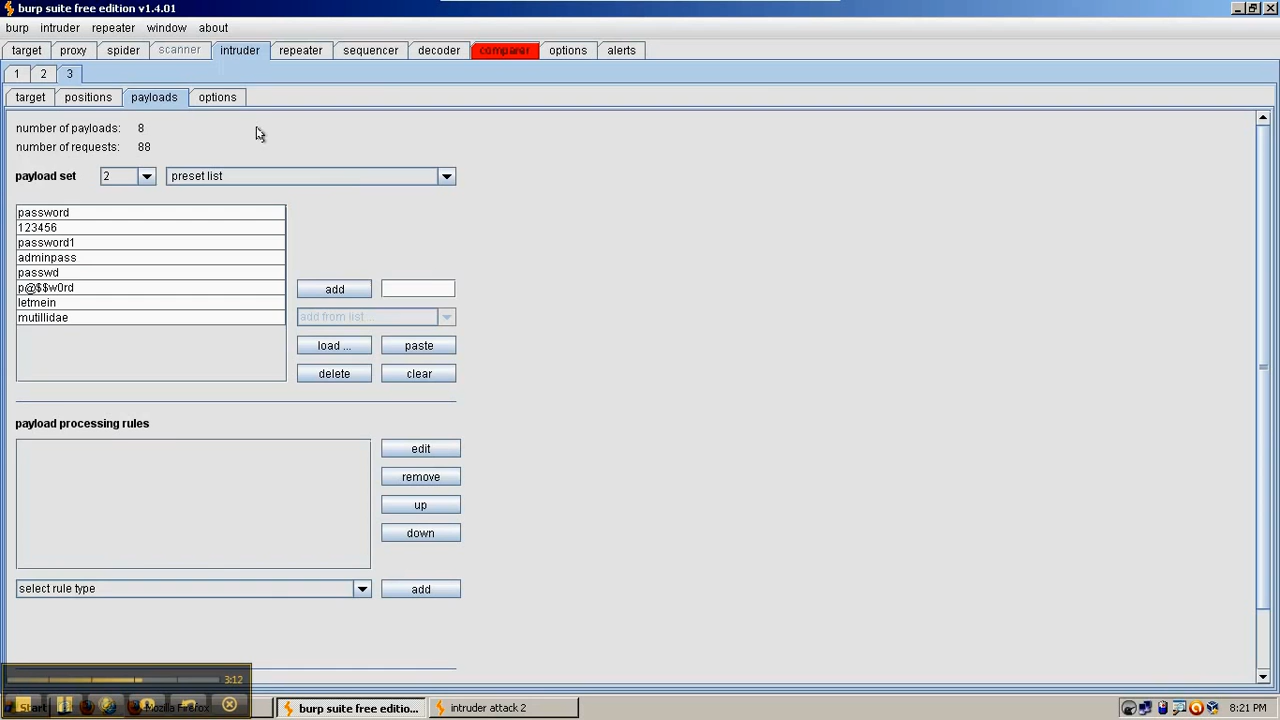 burp suite free edition v1.4.01
burp intruder repeater window about
target proxy spider scanner intruder repeater sequencer decoder comparer options alerts
1 2 3
target positions payloads options
number of payloads: 8
number of requests: 88
payload set 2 preset list
password
123456
password1
adminpass
passwd
p@$$w0rd
letmein
mutillidae
add
add from list ...
load ... paste
delete clear
payload processing rules
edit
remove
up
down
select rule type add
3:12
Start
burp suite free editio... intruder attack 2 8:21 PM